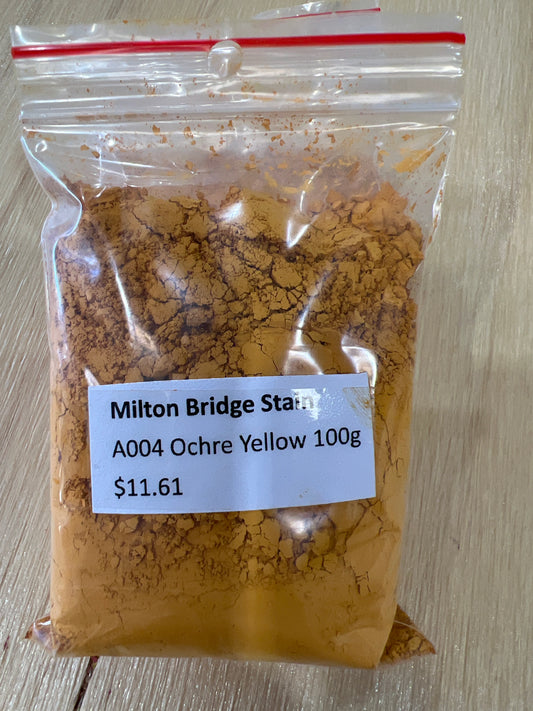 Milton Bridge Stain
A004 Ochre Yellow 100g
$11.61